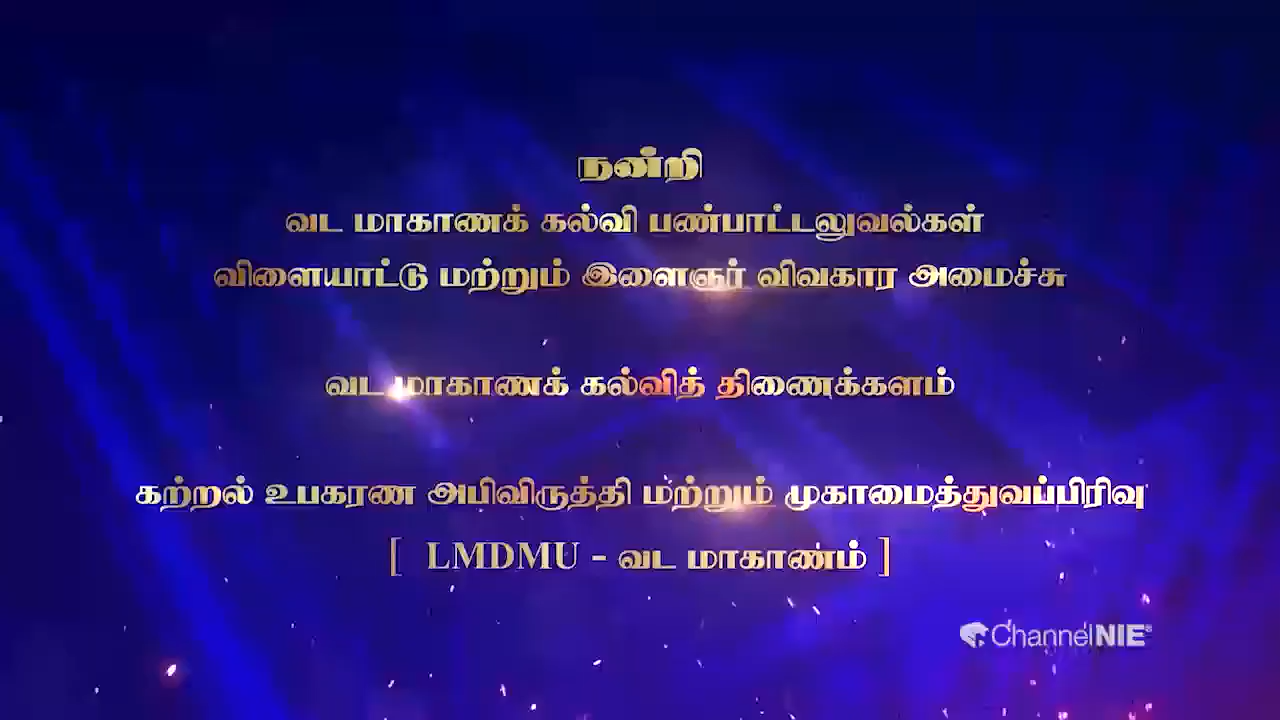 நன்றி
வட மாகாணக் கல்வி பண்பாட்டலுவல்கள்
விளையாட்டு மற்றும் இளைஞர் விவகார அமைச்சு
வட மாகாணக் கல்வித் திணைக்களம்
கற்றல் உபகரண அபிவிருத்தி மற்றும் முகாமைத்துவப்பிரிவு
[ LMDMU - வட மாகாணம் ]
ChannelNIE